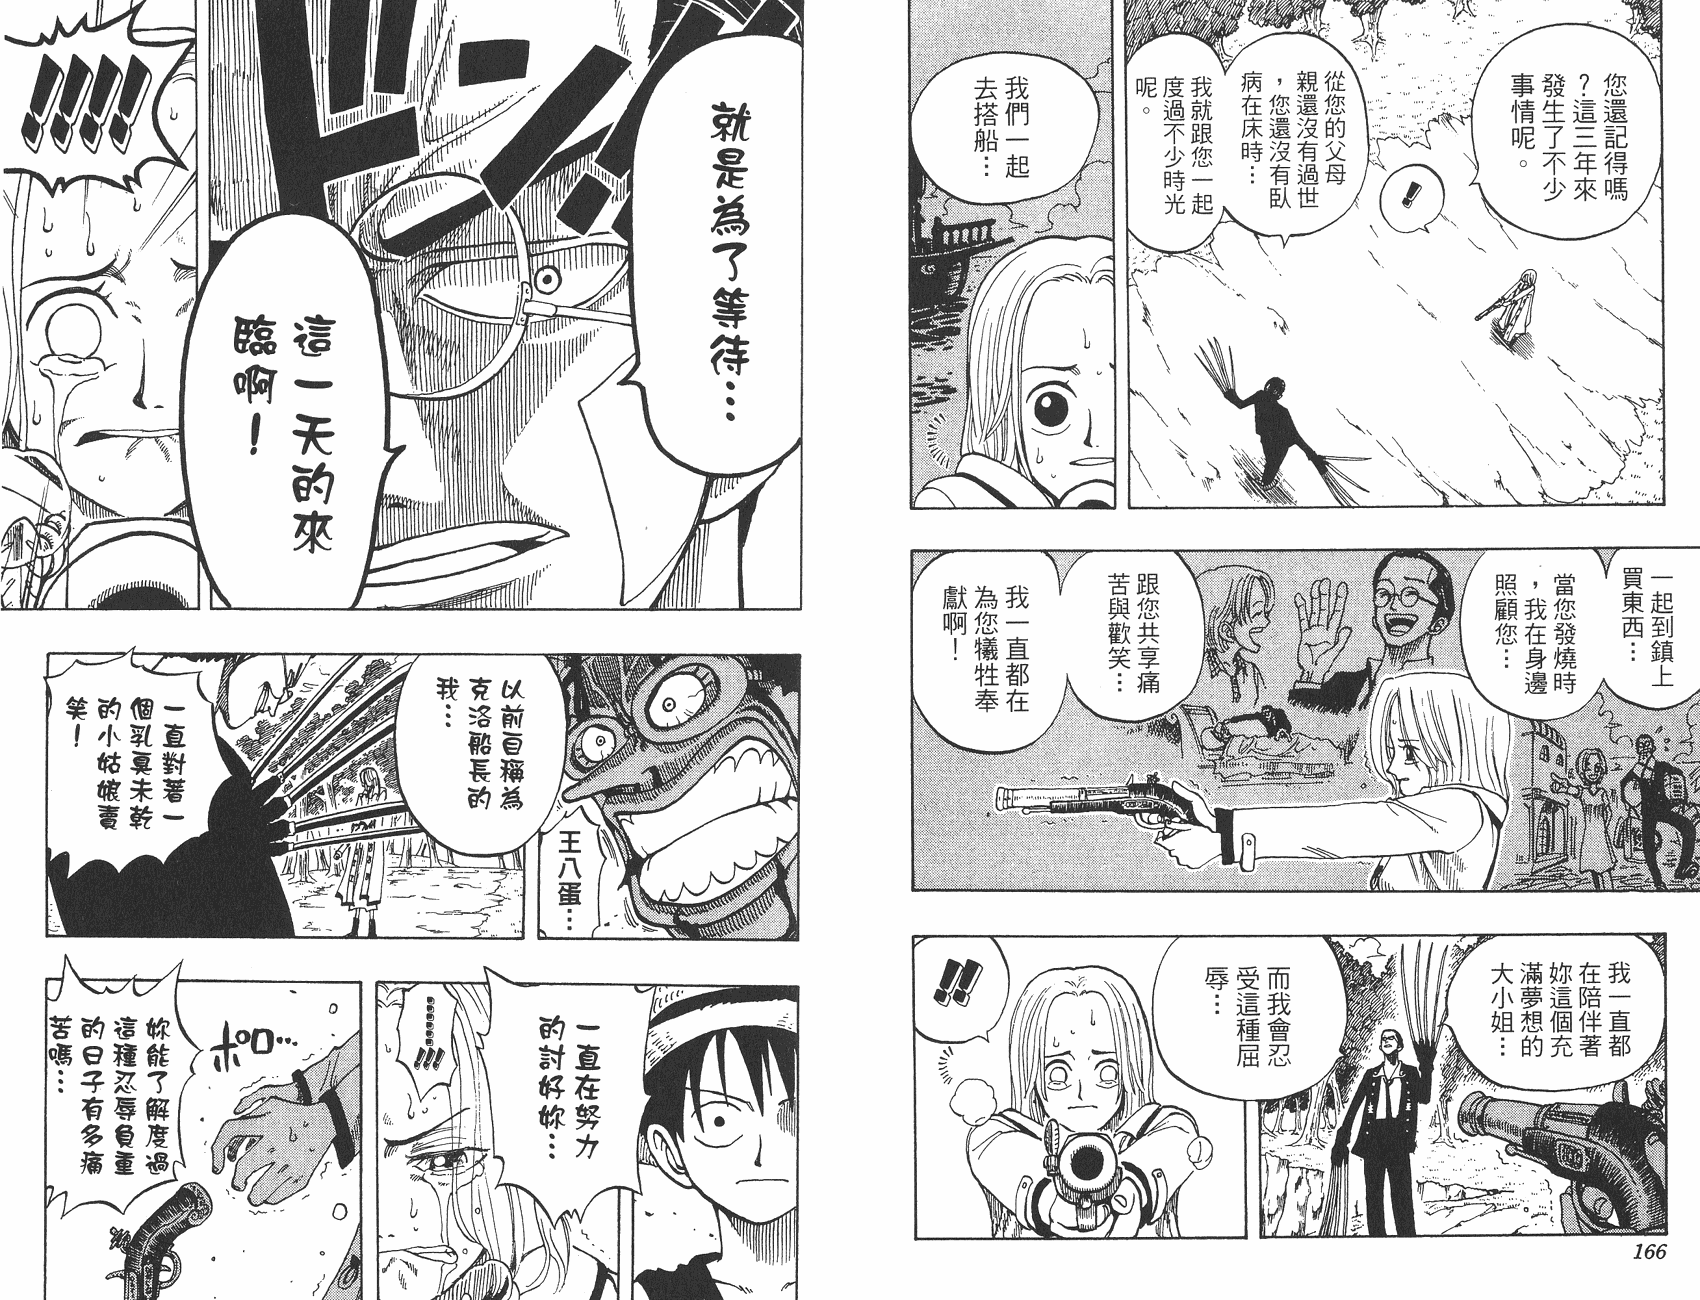 您還記得嗎
？這三年來
發生了不少
事情呢。
從您的父母
親還沒有過世
，您還沒有臥
病在床時…
我就跟您一起
度過不少時光
呢。
!
我們一起
去搭船…
一起到鎮上
買東西…
當您發燒時
，我在身邊
照顧您…
跟您共享痛
苦與歡笑…
我一直都在
為您犧牲奉
獻啊！
我一直都
在陪伴著
妳這個充
滿夢想的
大小姐…
而我會忍
受這種屈
辱…
!!
166
就是為了等待…
這一天的來
臨啊！
ドン
!!!!
王八蛋…
以前自稱為
克洛船長的
我…
一直對著一
個乳臭未乾
的小姑娘賣
笑！
一直在努力
的討好妳…
……!!!
妳能了解度過
這種忍辱負重
的日子有多痛
苦嗎…
ポロ…